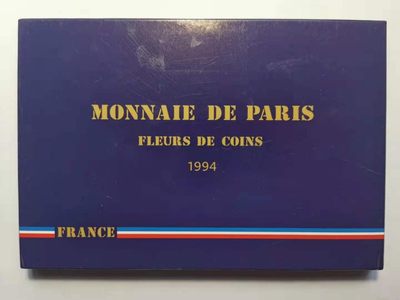 MONNAIE DE PARIS
FLEURS DE COINS
1994
FRANCE